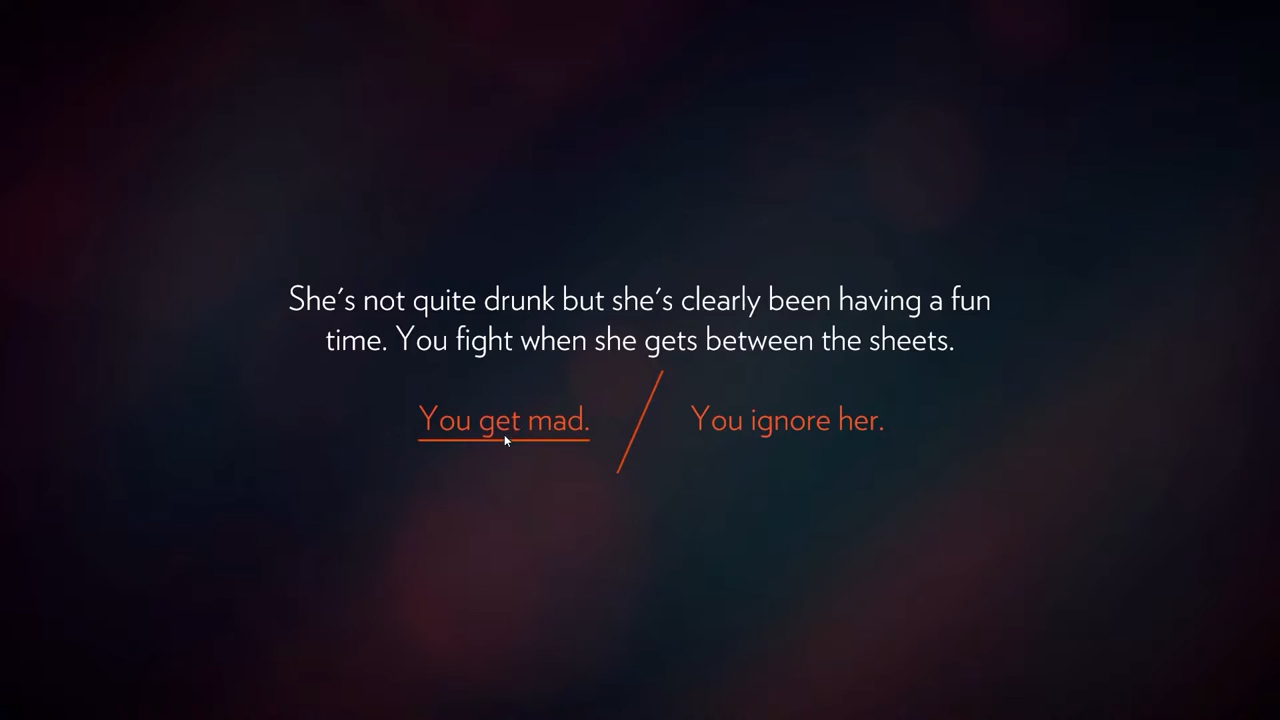 She's not quite drunk but she's clearly been having a fun
time. You fight when she gets between the sheets.
You get mad. / You ignore her.